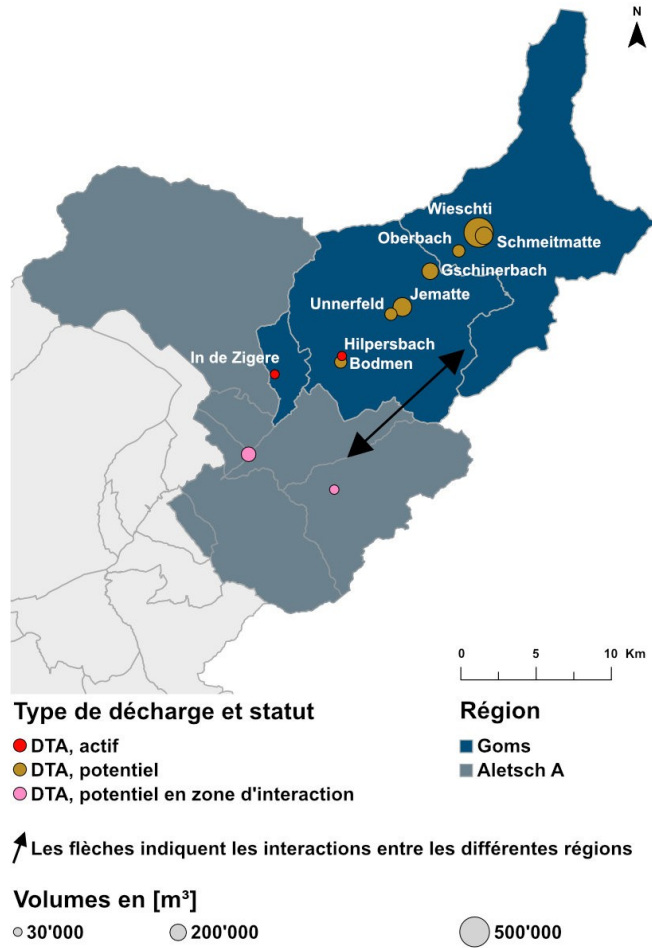 N
Wieschti
Oberbach
Schmeitmatte
Gschinerbach
Jematte
Unnerfeld
Hilpersbach
In de Zigere
Bodmen
0 5 10 Km
Type de décharge et statut
DTA, actif
DTA, potentiel
DTA, potentiel en zone d'interaction
Région
Goms
Aletsch A
Les flèches indiquent les interactions entre les différentes régions
Volumes en [m³]
30'000 200'000 500'000